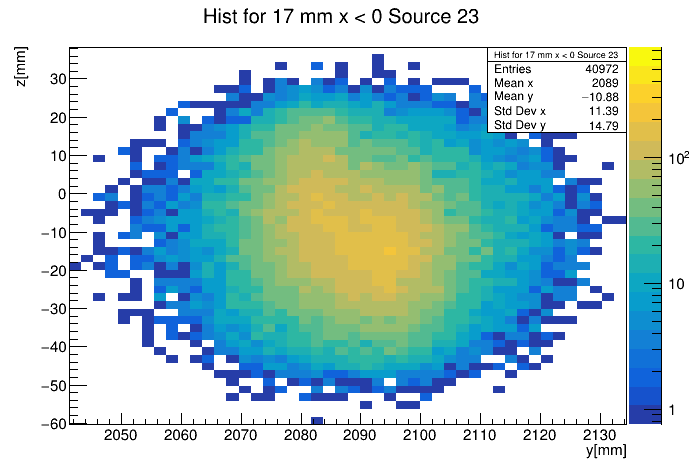 Hist for 17 mm x < 0 Source 23
z[mm]
Hist for 17 mm x < 0 Source 23
Entries 40972
Mean x 2089
Mean y −10.88
Std Dev x 11.39
Std Dev y 14.79
30
20
10
0
−10
−20
−30
−40
−50
−60
10²
10
1
2050 2060 2070 2080 2090 2100 2110 2120 2130
y[mm]